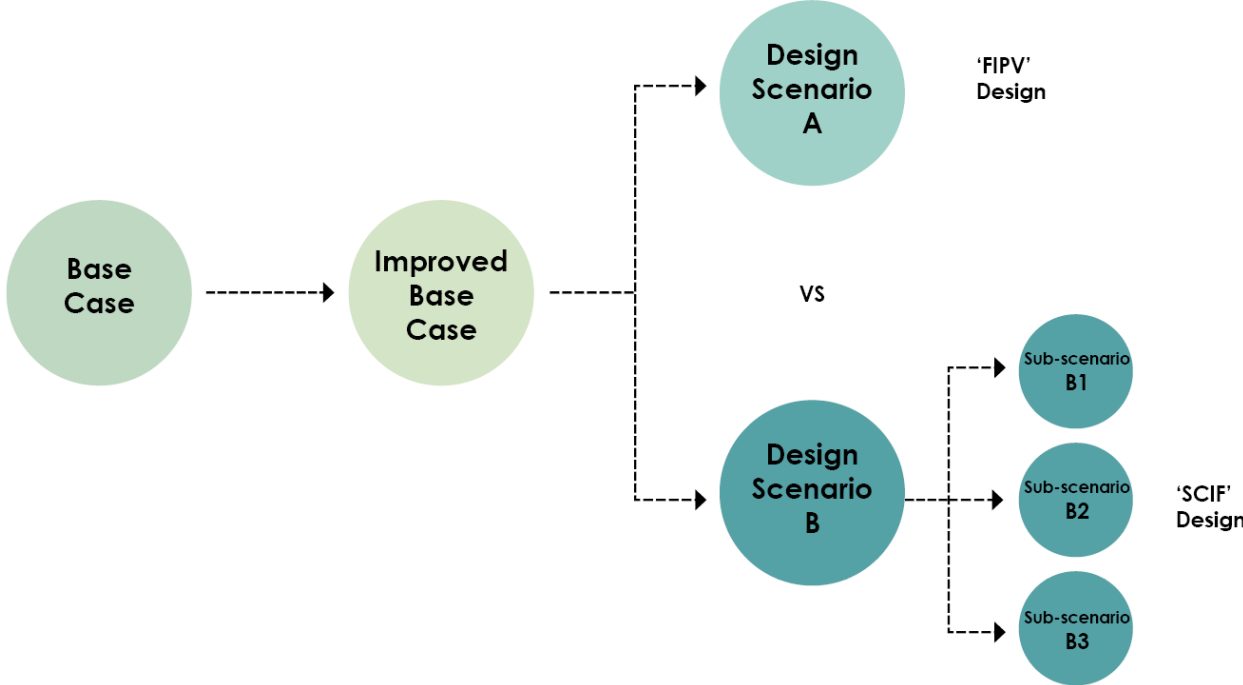 Design
Scenario
A
‘FIPV’
Design
Base
Case
Improved
Base
Case
VS
Design
Scenario
B
Sub-scenario
B1
Sub-scenario
B2
Sub-scenario
B3
‘SCIF’
Design